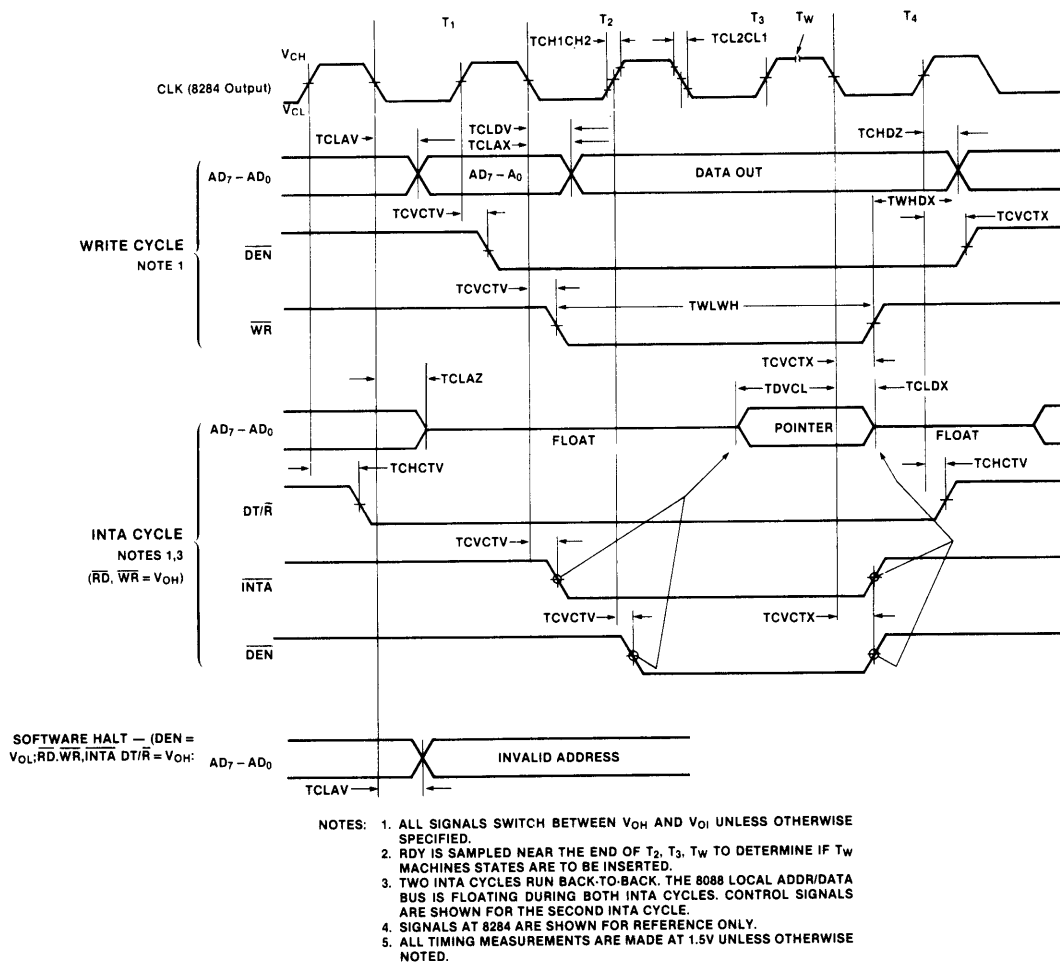 T1 T2 T3 TW T4
TCH1CH2 TCL2CL1
VCH
CLK (8284 Output)
VCL
TCLAV TCLDV TCHDZ
TCLAX
AD7–AD0 AD7–A0 DATA OUT
TWHDX
TCVCTV TCVCTX
WRITE CYCLE
NOTE 1
DEN
TCVCTV TWLWH
WR
TCVCTX
TCLAZ TDVCL TCLDX
AD7–AD0 FLOAT POINTER FLOAT
TCHCTV TCHCTV
DT/R
INTA CYCLE
NOTES 1,3
(RD, WR = VOH)
TCVCTV
INTA
TCVCTV TCVCTX
DEN
SOFTWARE HALT — (DEN =
VOL;RD.WR,INTA DT/R = VOH:
AD7–AD0 INVALID ADDRESS
TCLAV
NOTES: 1. ALL SIGNALS SWITCH BETWEEN VOH AND VOI UNLESS OTHERWISE
SPECIFIED.
2. RDY IS SAMPLED NEAR THE END OF T2, T3, TW TO DETERMINE IF TW
MACHINES STATES ARE TO BE INSERTED.
3. TWO INTA CYCLES RUN BACK-TO-BACK. THE 8088 LOCAL ADDR/DATA
BUS IS FLOATING DURING BOTH INTA CYCLES. CONTROL SIGNALS
ARE SHOWN FOR THE SECOND INTA CYCLE.
4. SIGNALS AT 8284 ARE SHOWN FOR REFERENCE ONLY.
5. ALL TIMING MEASUREMENTS ARE MADE AT 1.5V UNLESS OTHERWISE
NOTED.